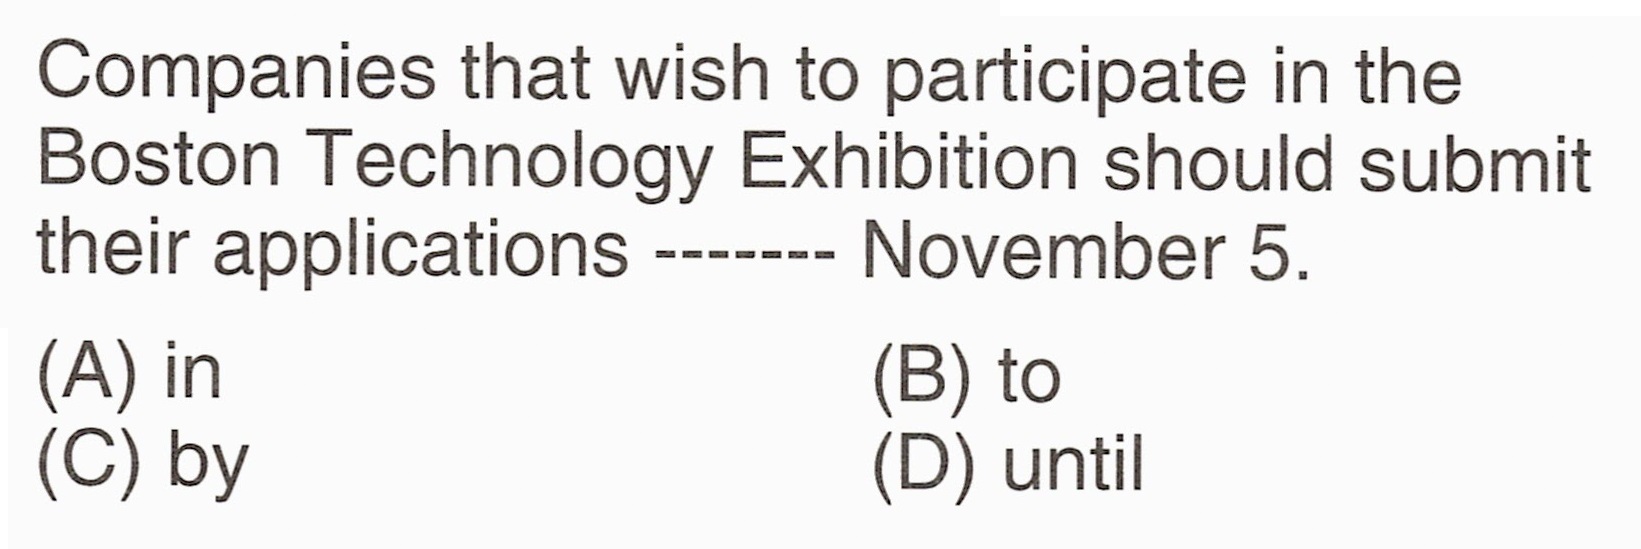 Companies that wish to participate in the
Boston Technology Exhibition should submit
their applications ------- November 5.
(A) in (B) to
(C) by (D) until